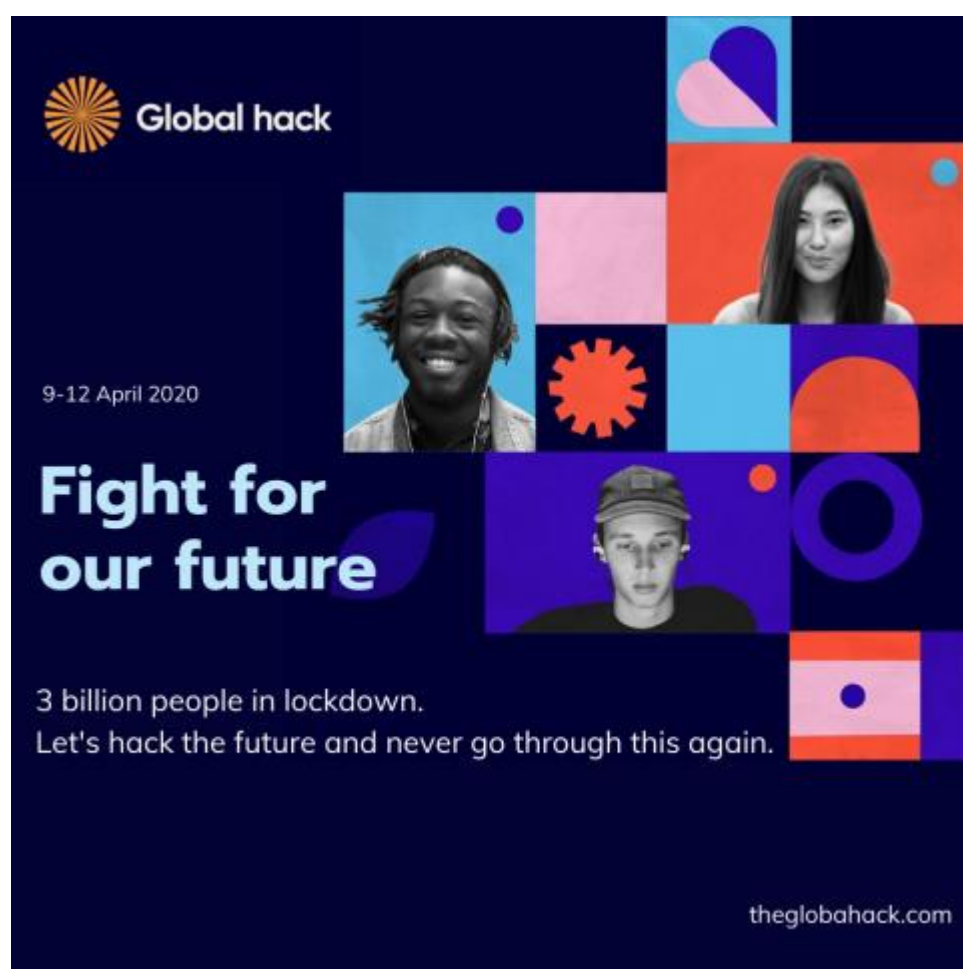 Global hack
9-12 April 2020
Fight for
our future
3 billion people in lockdown.
Let's hack the future and never go through this again.
theglobahack.com